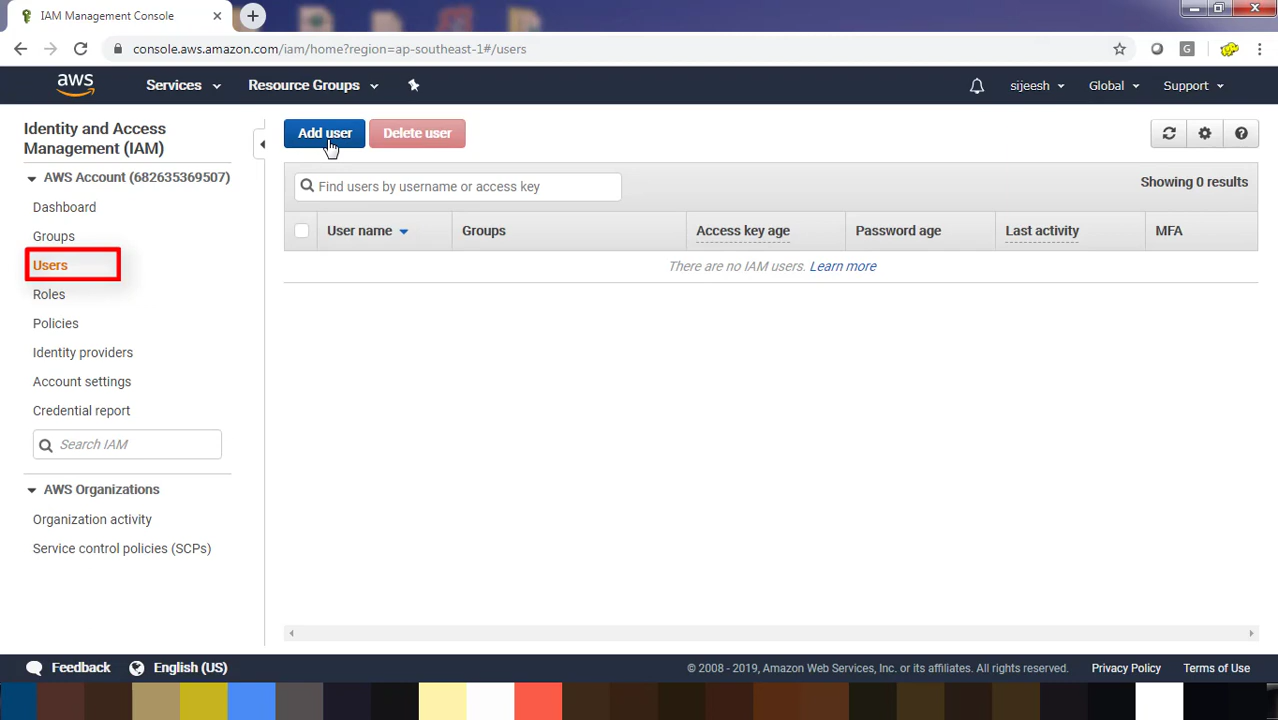 IAM Management Console
console.aws.amazon.com/iam/home?region=ap-southeast-1#/users
aws Services Resource Groups sijeesh Global Support
Identity and Access
Management (IAM)
AWS Account (682635369507)
Dashboard
Groups
Users
Roles
Policies
Identity providers
Account settings
Credential report
Search IAM
AWS Organizations
Organization activity
Service control policies (SCPs)
Add user Delete user
Find users by username or access key Showing 0 results
User name Groups Access key age Password age Last activity MFA
There are no IAM users. Learn more
Feedback English (US) © 2008 - 2019, Amazon Web Services, Inc. or its affiliates. All rights reserved. Privacy Policy Terms of Use